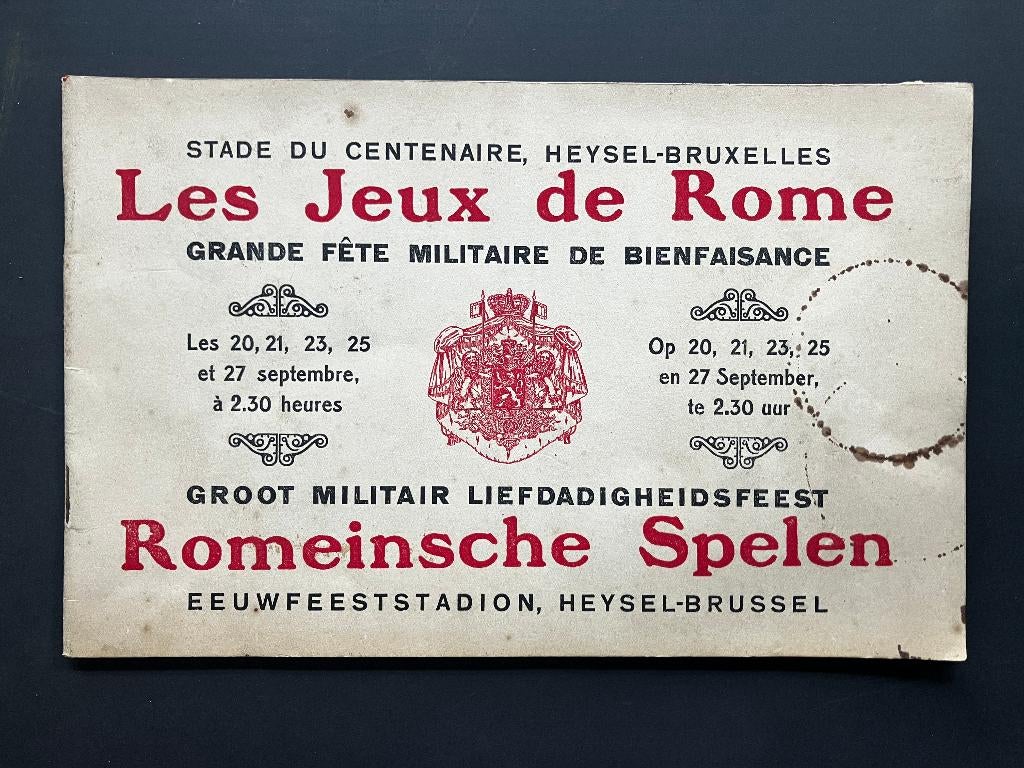 STADE DU CENTENAIRE, HEYSEL-BRUXELLES
Les Jeux de Rome
GRANDE FÊTE MILITAIRE DE BIENFAISANCE
Les 20, 21, 23, 25
et 27 septembre,
à 2.30 heures
Op 20, 21, 23, 25
en 27 September,
te 2.30 uur
GROOT MILITAIR LIEFDADIGHEIDSFEEST
Romeinsche Spelen
EEUWFEESTSTADION, HEYSEL-BRUSSEL